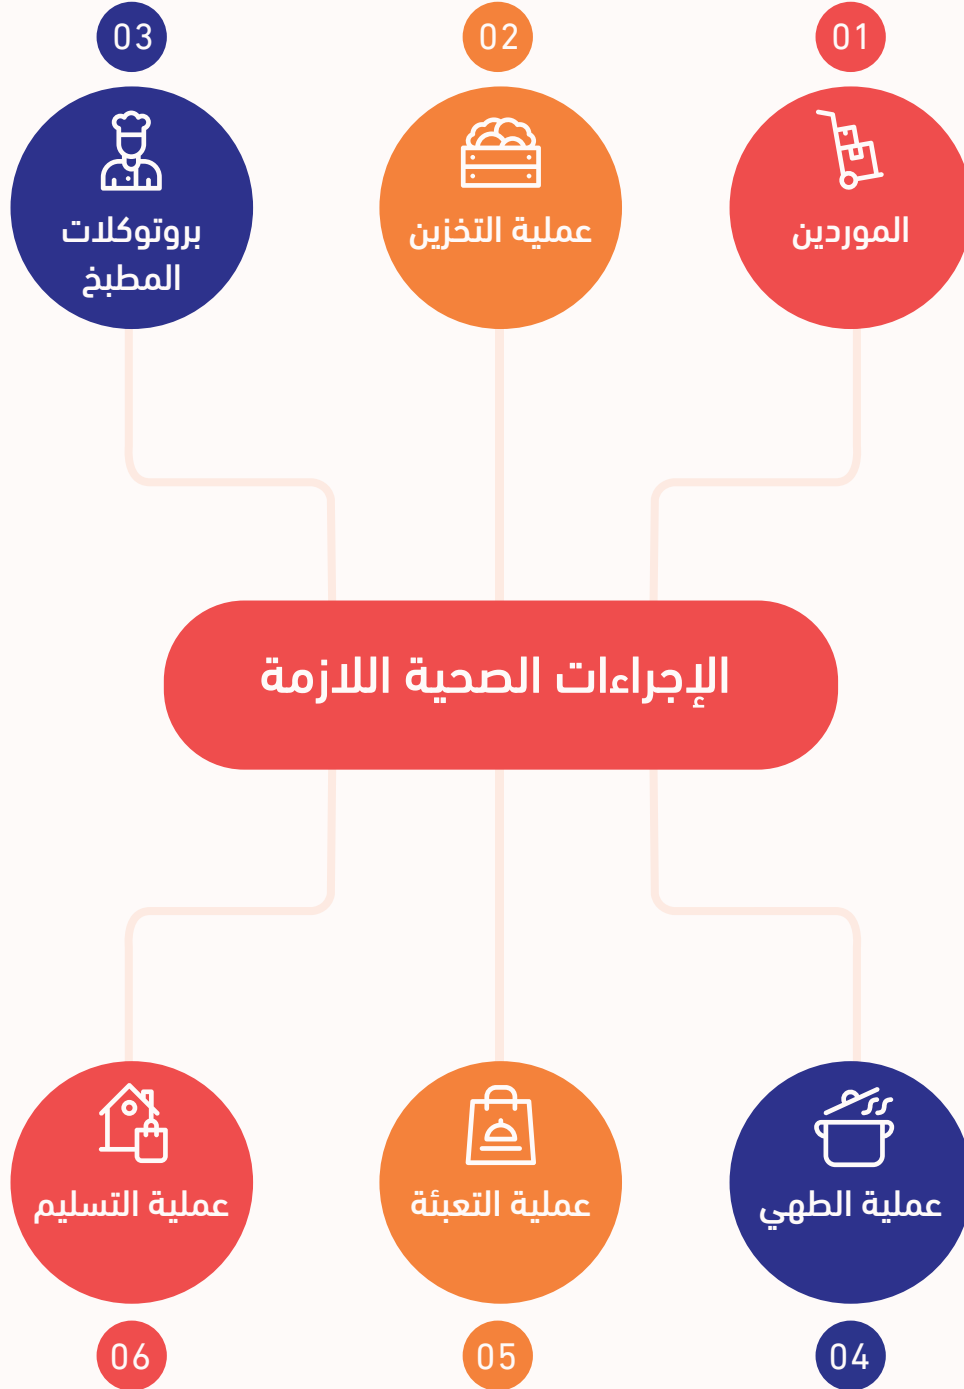 01
الموردين
02
عملية التخزين
03
بروتوكلات
المطبخ
الإجراءات الصحية اللازمة
عملية الطهي
04
عملية التعبئة
05
عملية التسليم
06